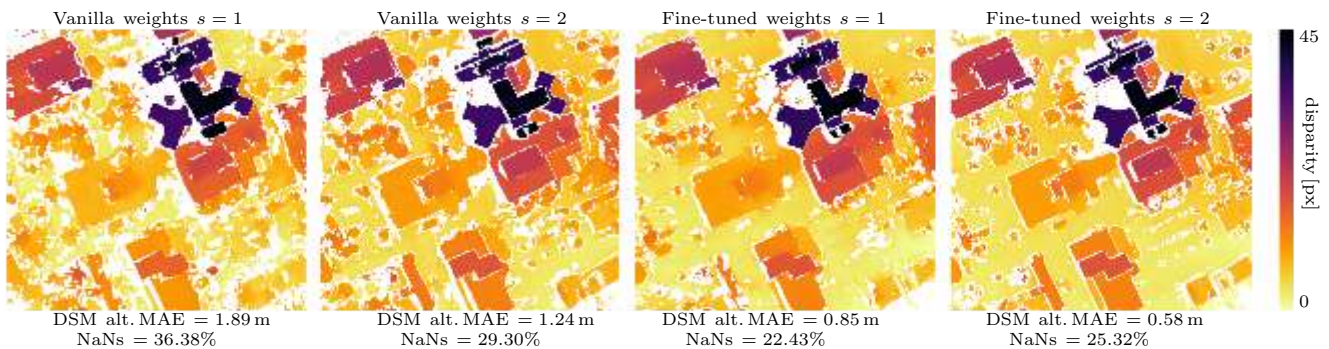 Vanilla weights s = 1
Vanilla weights s = 2
Fine-tuned weights s = 1
Fine-tuned weights s = 2
45
disparity [px]
0
DSM alt. MAE = 1.89 m
NaNs = 36.38%
DSM alt. MAE = 1.24 m
NaNs = 29.30%
DSM alt. MAE = 0.85 m
NaNs = 22.43%
DSM alt. MAE = 0.58 m
NaNs = 25.32%